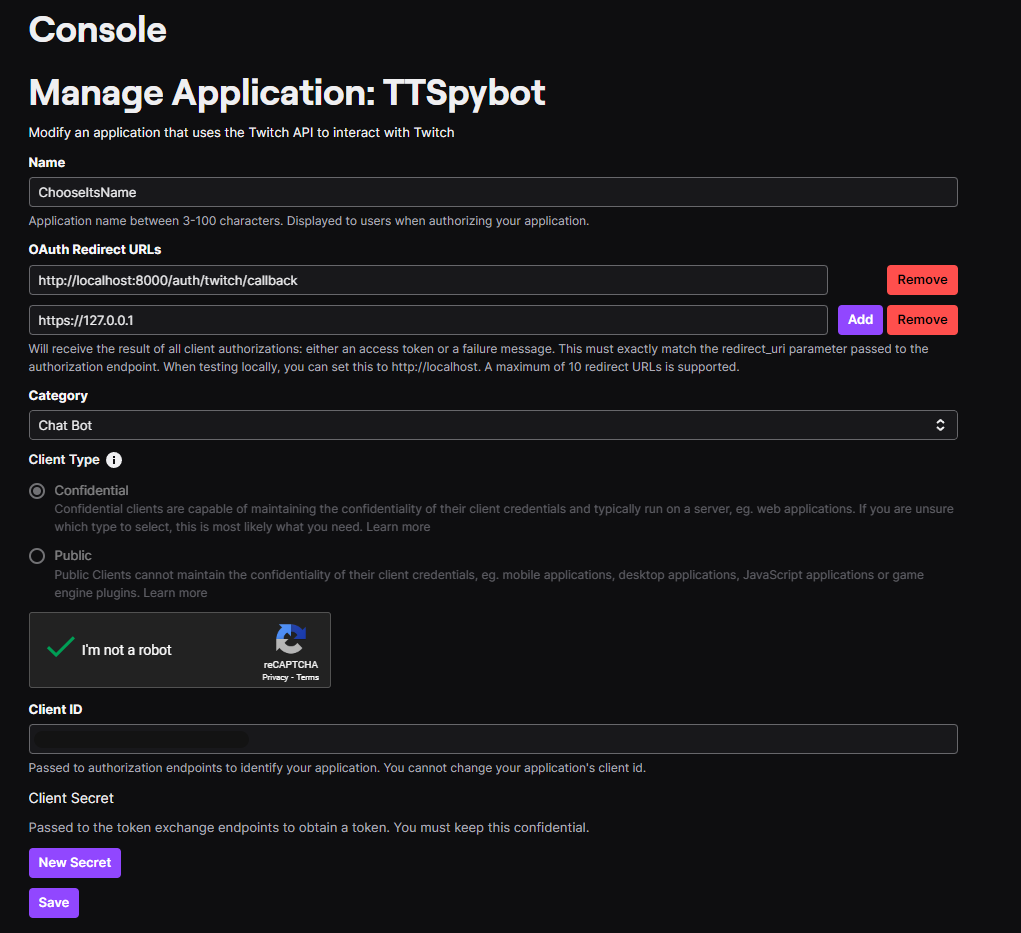 Console
Manage Application: TTSpybot
Modify an application that uses the Twitch API to interact with Twitch
Name
ChooseItsName
Application name between 3-100 characters. Displayed to users when authorizing your application.
OAuth Redirect URLs
http://localhost:8000/auth/twitch/callback
Remove
https://127.0.0.1
Add
Remove
Will receive the result of all client authorizations: either an access token or a failure message. This must exactly match the redirect_uri parameter passed to the
authorization endpoint. When testing locally, you can set this to http://localhost. A maximum of 10 redirect URLs is supported.
Category
Chat Bot
Client Type
Confidential
Confidential clients are capable of maintaining the confidentiality of their client credentials and typically run on a server, eg. web applications. If you are unsure
which type to select, this is most likely what you need. Learn more
Public
Public Clients cannot maintain the confidentiality of their client credentials, eg. mobile applications, desktop applications, JavaScript applications or game
engine plugins. Learn more
I'm not a robot
reCAPTCHA
Privacy - Terms
Client ID
Passed to authorization endpoints to identify your application. You cannot change your application's client id.
Client Secret
Passed to the token exchange endpoints to obtain a token. You must keep this confidential.
New Secret
Save